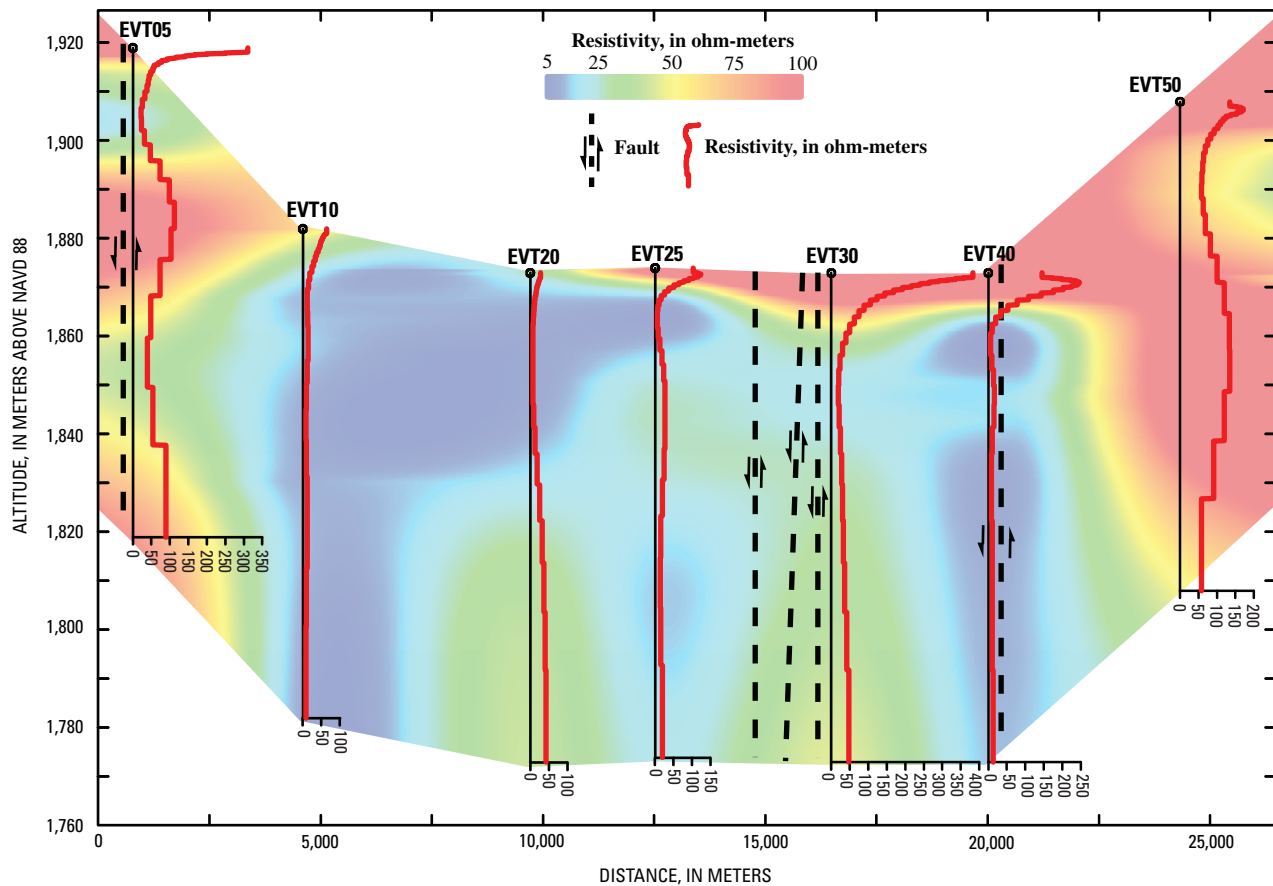 EVT05
1,920
Resistivity, in ohm-meters
5 25 50 75 100
EVT50
1,900
Fault
Resistivity, in ohm-meters
EVT10
1,880
EVT20
EVT25
EVT30
EVT40
1,860
1,840
1,820
1,800
1,780
1,760
ALTITUDE, IN METERS ABOVE NAVD 88
0 50 100 150 200 250 300 350
0 50 100
0 50 100
0 50 100 150
0 50 100 150 200 250 300 350 400
0 50 100 150 200 250
0 50 100 150 200
0 5,000 10,000 15,000 20,000 25,000
DISTANCE, IN METERS